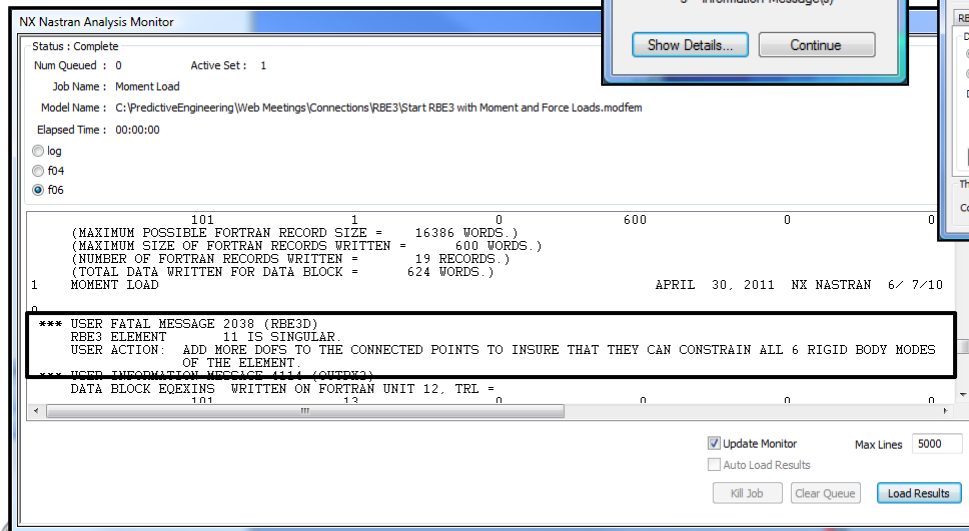 Information Message(s)
Show Details...
Continue
NX Nastran Analysis Monitor
Status : Complete
Num Queued : 0 Active Set : 1
Job Name : Moment Load
Model Name : C:\PredictiveEngineering\Web Meetings\Connections\RBE3\Start RBE3 with Moment and Force Loads.modfem
Elapsed Time : 00:00:00
log
f04
f06
101 1 0 600 0 0
(MAXIMUM POSSIBLE FORTRAN RECORD SIZE = 16386 WORDS.)
(MAXIMUM SIZE OF FORTRAN RECORDS WRITTEN = 600 WORDS.)
(NUMBER OF FORTRAN RECORDS WRITTEN = 19 RECORDS.)
(TOTAL DATA WRITTEN FOR DATA BLOCK = 624 WORDS.)
1 MOMENT LOAD APRIL 30, 2011 NX NASTRAN 6/ 7/10
0
*** USER FATAL MESSAGE 2038 (RBE3D)
RBE3 ELEMENT 11 IS SINGULAR.
USER ACTION: ADD MORE DOFS TO THE CONNECTED POINTS TO INSURE THAT THEY CAN CONSTRAIN ALL 6 RIGID BODY MODES
OF THE ELEMENT.
*** USER INFORMATION MESSAGE 4114 (OUTPX2)
DATA BLOCK EQEXINS WRITTEN ON FORTRAN UNIT 12, TRL =
101 13 0 0 0 0
Update Monitor Max Lines 5000
Auto Load Results
Kill Job Clear Queue Load Results